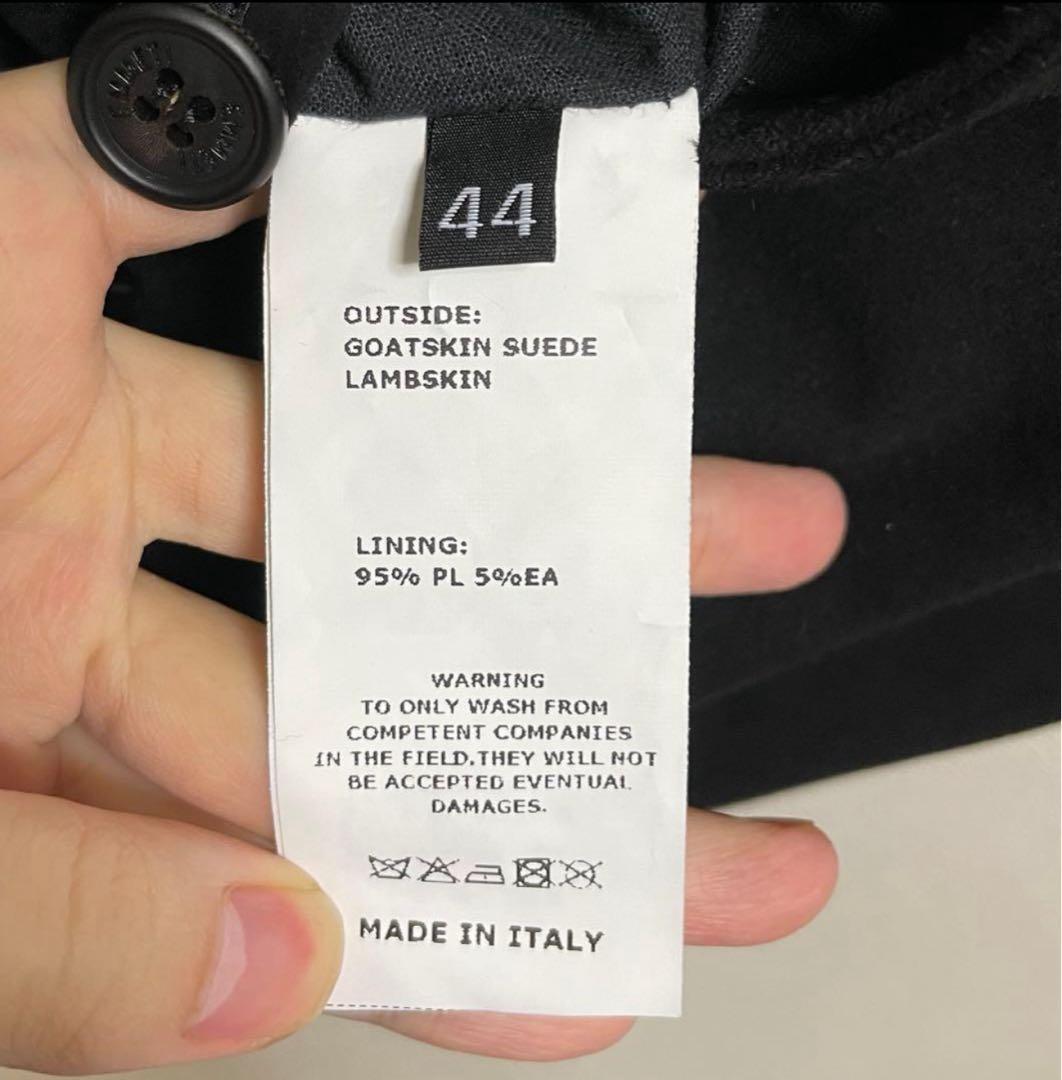 44
OUTSIDE:
GOATSKIN SUEDE
LAMBSKIN
LINING:
95% PL 5%EA
WARNING
TO ONLY WASH FROM
COMPETENT COMPANIES
IN THE FIELD.THEY WILL NOT
BE ACCEPTED EVENTUAL
DAMAGES.
MADE IN ITALY